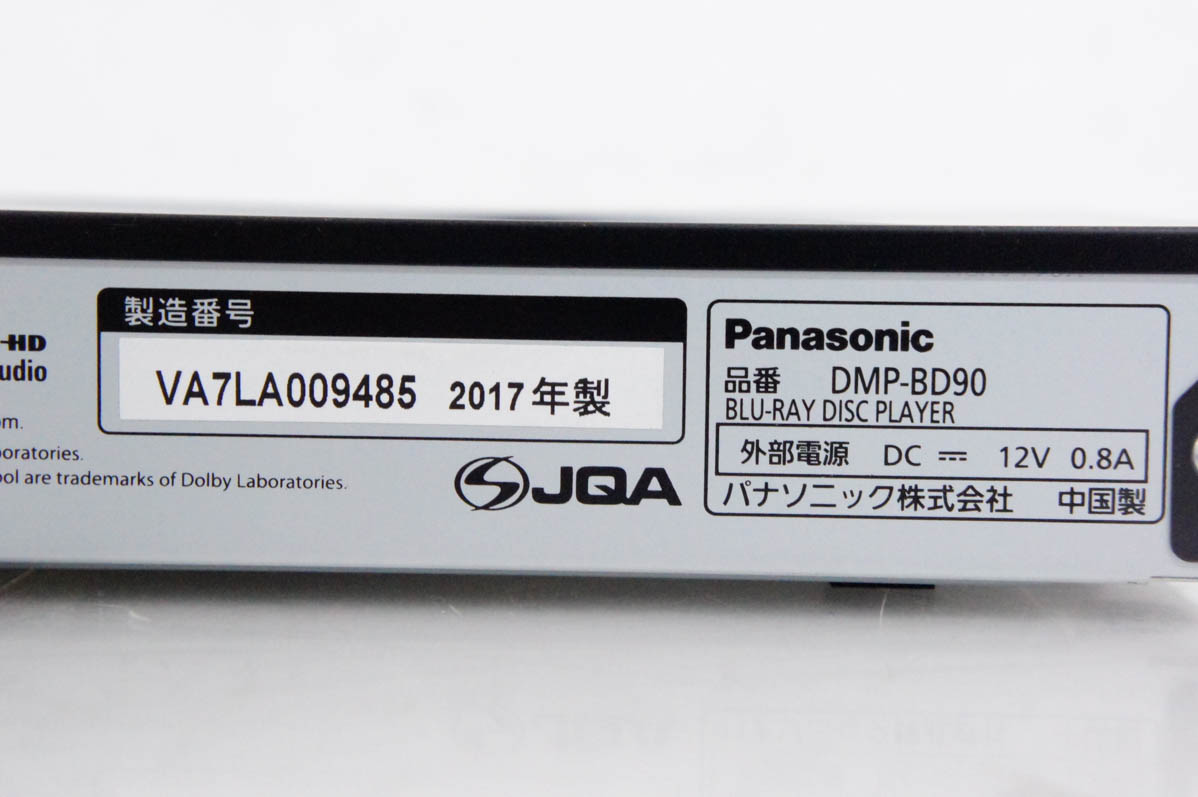 -HD
udio
om.
oratories.
ol are trademarks of Dolby Laboratories.
製造番号
VA7LA009485 2017年製
JQA
Panasonic
品番 DMP-BD90
BLU-RAY DISC PLAYER
外部電源 DC ⎓ 12V 0.8A
パナソニック株式会社 中国製